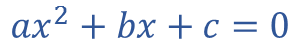 ax² + bx + c = 0